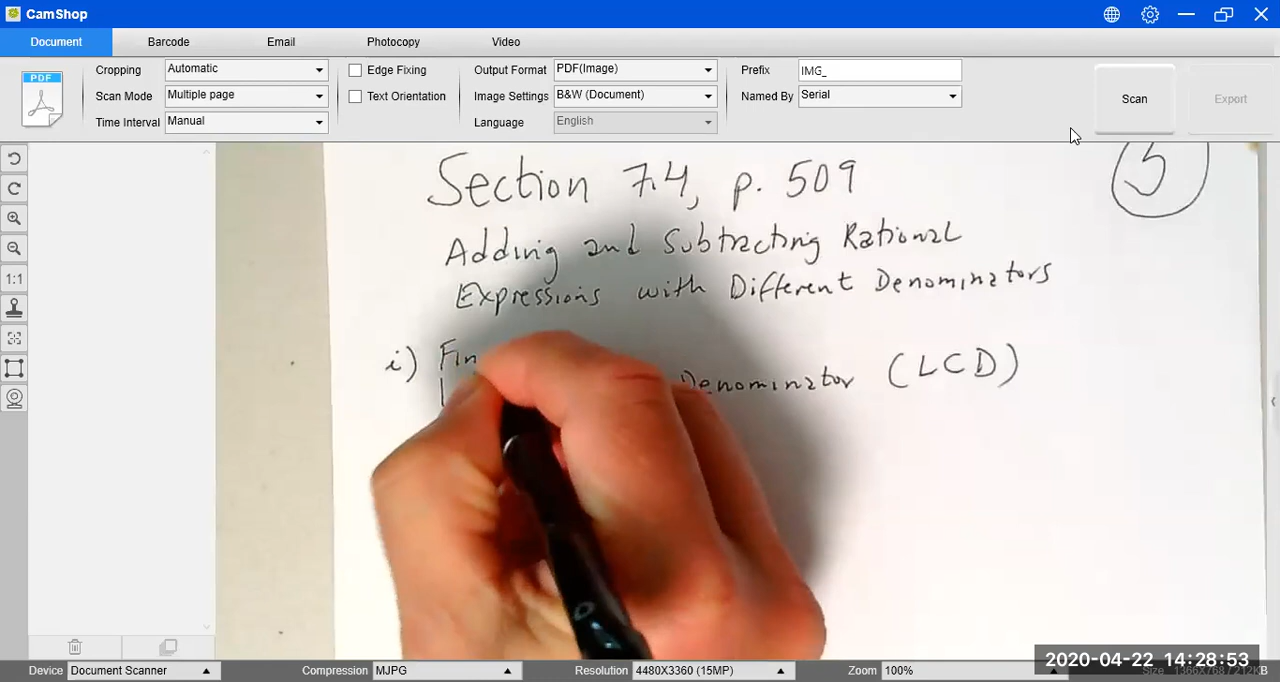 CamShop
Document Barcode Email Photocopy Video
PDF
Cropping Automatic
Scan Mode Multiple page
Time Interval Manual
Edge Fixing
Text Orientation
Output Format PDF(Image)
Image Settings B&W (Document)
Language English
Prefix IMG_
Named By Serial
Scan
Export
1:1
Section 7.4, p. 509
5
Adding and Subtracting Rational
Expressions with Different Denominators
i) Fin
Denominator (LCD)
Device Document Scanner Compression MJPG Resolution 4480X3360 (15MP) Zoom 100%
2020-04-22 14:28:53